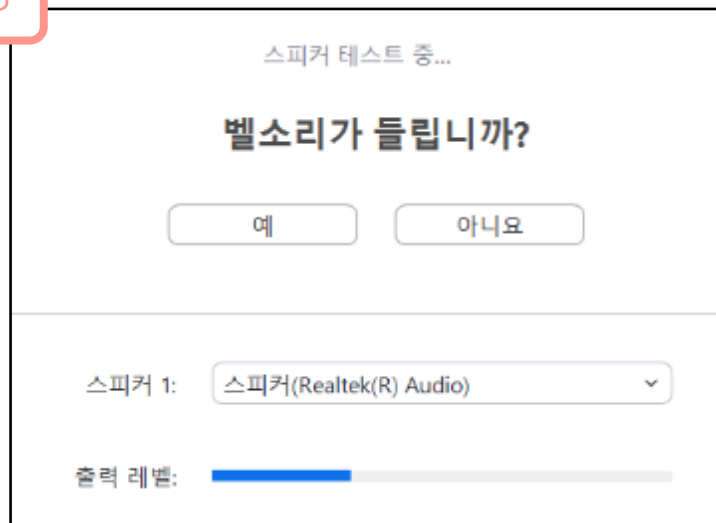 스피커 테스트 중...
벨소리가 들립니까?
예 아니요
스피커 1: 스피커(Realtek(R) Audio)
출력 레벨: